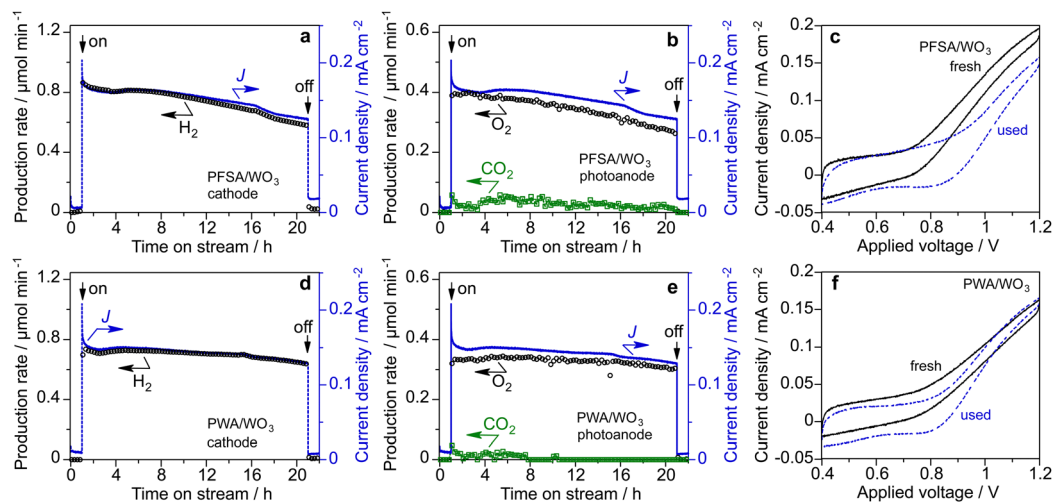 Production rate / µmol min⁻¹
1.2
0.8
0.4
0
a
on
J
off
H₂
PFSA/WO₃
cathode
0.2
0.1
0
Current density / mA cm⁻²
0 4 8 12 16 20
Time on stream / h
Production rate / µmol min⁻¹
0.6
0.4
0.2
0.0
b
on
J
off
O₂
CO₂
PFSA/WO₃
photoanode
0.2
0.1
0
Current density / mA cm⁻²
0 4 8 12 16 20
Time on stream / h
Current density / mA cm⁻²
0.2
0.15
0.1
0.05
0
-0.05
c
PFSA/WO₃
fresh
used
0.4 0.6 0.8 1 1.2
Applied voltage / V
Production rate / µmol min⁻¹
1.2
0.8
0.4
0
d
on
J
off
H₂
PWA/WO₃
cathode
0.2
0.1
0
Current density / mA cm⁻²
0 4 8 12 16 20
Time on stream / h
Production rate / µmol min⁻¹
0.6
0.4
0.2
0.0
e
on
J
off
O₂
CO₂
PWA/WO₃
photoanode
0.2
0.1
0
Current density / mA cm⁻²
0 4 8 12 16 20
Time on stream / h
Current density / mA cm⁻²
0.2
0.15
0.1
0.05
0
-0.05
f
PWA/WO₃
fresh
used
0.4 0.6 0.8 1 1.2
Applied voltage / V